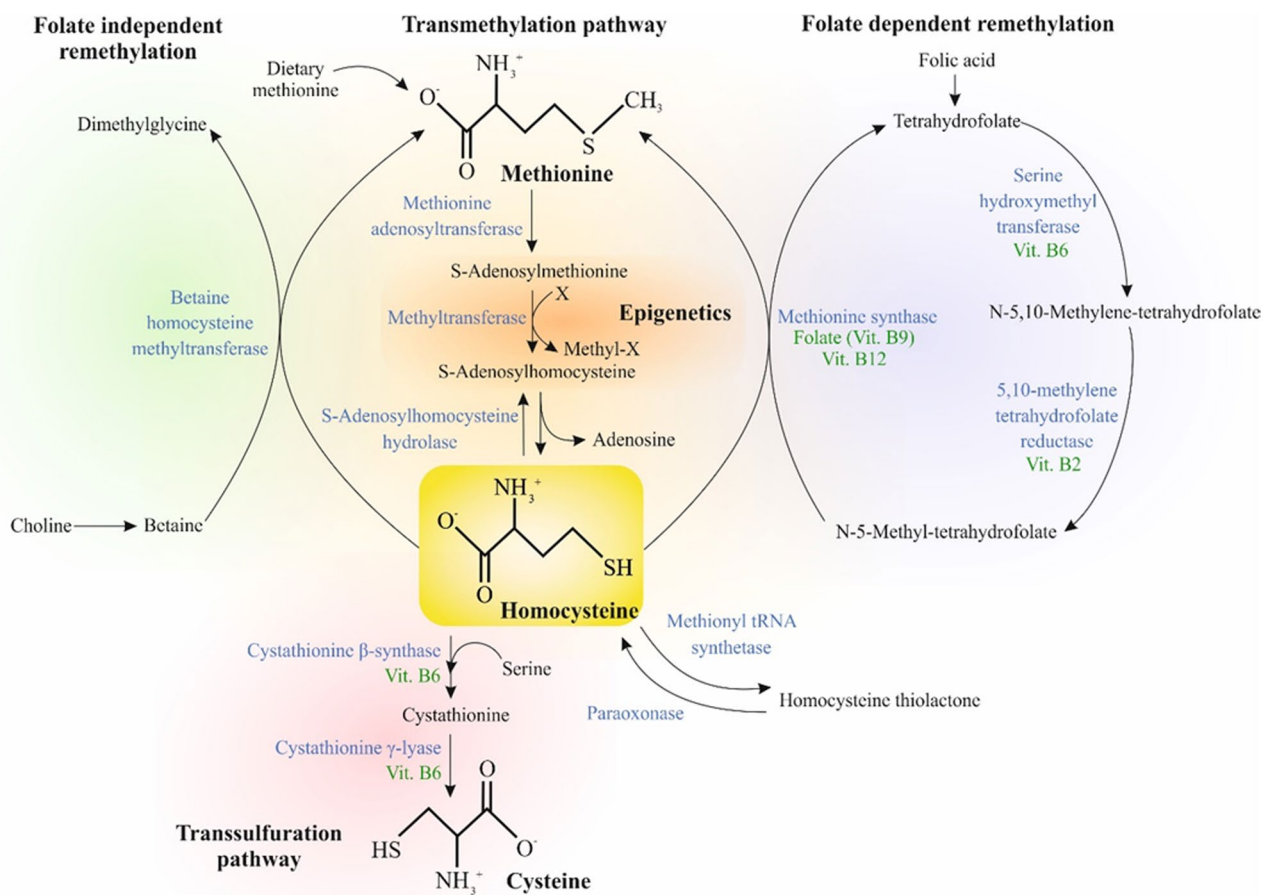 Folate independent
remethylation
Transmethylation pathway
Folate dependent remethylation
Dietary
methionine
NH3+
O-
CH3
S
O
Methionine
Dimethylglycine
Folic acid
Tetrahydrofolate
Methionine
adenosyltransferase
Serine
hydroxymethyl
transferase
Vit. B6
S-Adenosylmethionine
X
Methyltransferase
Epigenetics
Methyl-X
S-Adenosylhomocysteine
Betaine
homocysteine
methyltransferase
Methionine synthase
Folate (Vit. B9)
Vit. B12
N-5,10-Methylene-tetrahydrofolate
5,10-methylene
tetrahydrofolate
reductase
Vit. B2
S-Adenosylhomocysteine
hydrolase
Adenosine
Choline
Betaine
N-5-Methyl-tetrahydrofolate
NH3+
O-
SH
O
Homocysteine
Cystathionine β-synthase
Vit. B6
Serine
Methionyl tRNA
synthetase
Paraoxonase
Homocysteine thiolactone
Cystathionine
Cystathionine γ-lyase
Vit. B6
Transsulfuration
pathway
O
HS
O-
NH3+
Cysteine